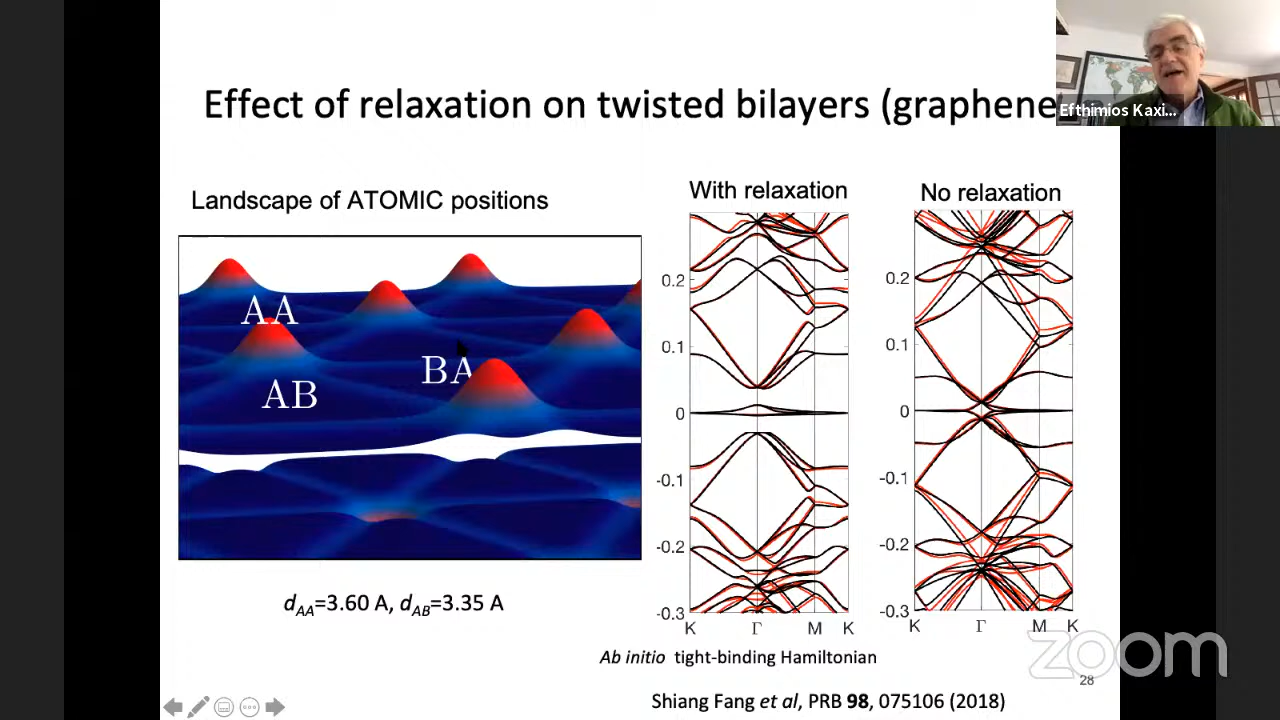 Effect of relaxation on twisted bilayers (graphene
Efthimios Kaxi...
Landscape of ATOMIC positions
AA
AB
BA
d_AA=3.60 A, d_AB=3.35 A
With relaxation
0.2
0.1
0
-0.1
-0.2
-0.3
K Γ M K
No relaxation
0.2
0.1
0
-0.1
-0.2
-0.3
K Γ M K
Ab initio tight-binding Hamiltonian
zoom
28
Shiang Fang et al, PRB 98, 075106 (2018)